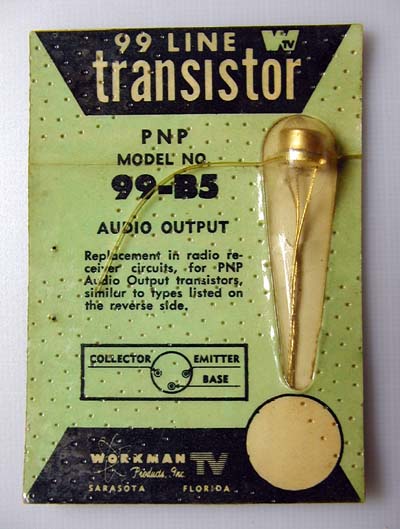 99 LINE
W TV
transistor
PNP
MODEL NO.
99-B5
AUDIO OUTPUT
Replacement in radio re-
ceiver circuits, for PNP
Audio Output transistors,
similar to types listed on
the reverse side.
COLLECTOR EMITTER
BASE
WORKMAN TV
Products, Inc.
SARASOTA FLORIDA